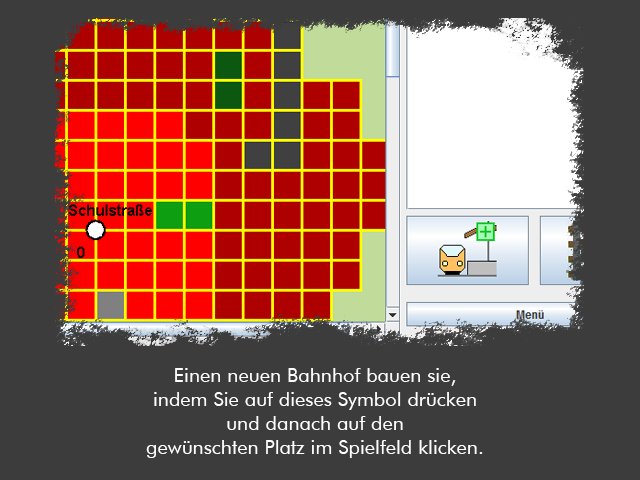 Schulstraße
0
Menü
Einen neuen Bahnhof bauen sie,
indem Sie auf dieses Symbol drücken
und danach auf den
gewünschten Platz im Spielfeld klicken.